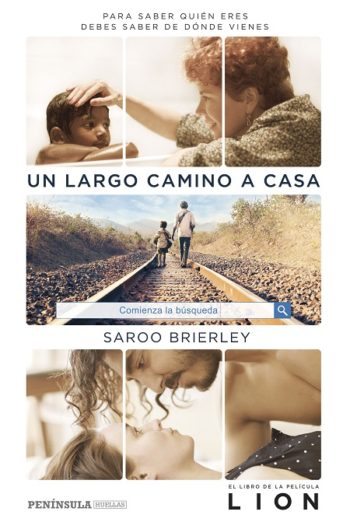 PARA SABER QUIÉN ERES
DEBES SABER DE DÓNDE VIENES
UN LARGO CAMINO A CASA
Comienza la búsqueda
SAROO BRIERLEY
EL LIBRO DE LA PELÍCULA
PENÍNSULA HUELLAS
LION